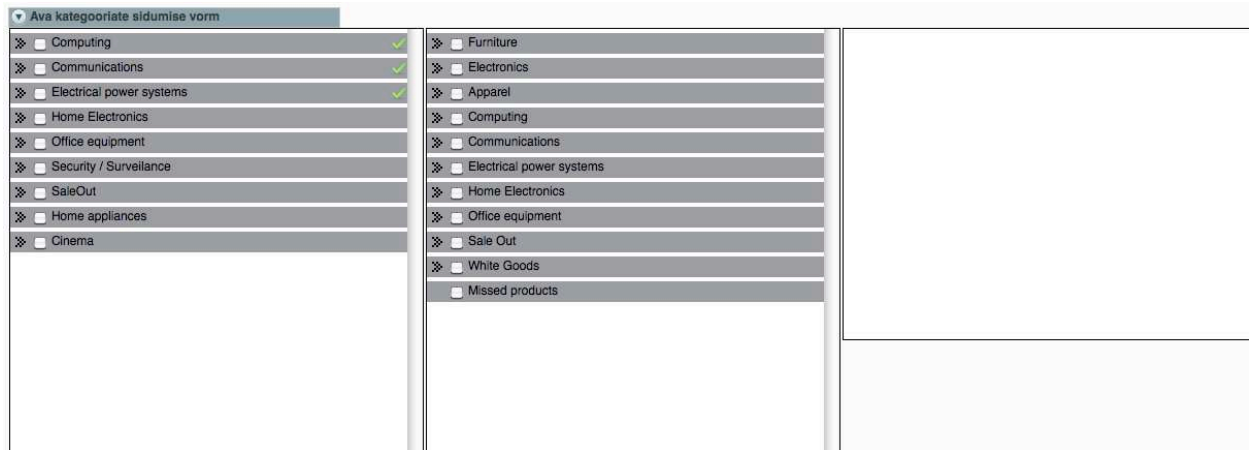 Ava kategooriate sidumise vorm
Computing
Communications
Electrical power systems
Home Electronics
Office equipment
Security / Surveilance
SaleOut
Home appliances
Cinema
Furniture
Electronics
Apparel
Computing
Communications
Electrical power systems
Home Electronics
Office equipment
Sale Out
White Goods
Missed products